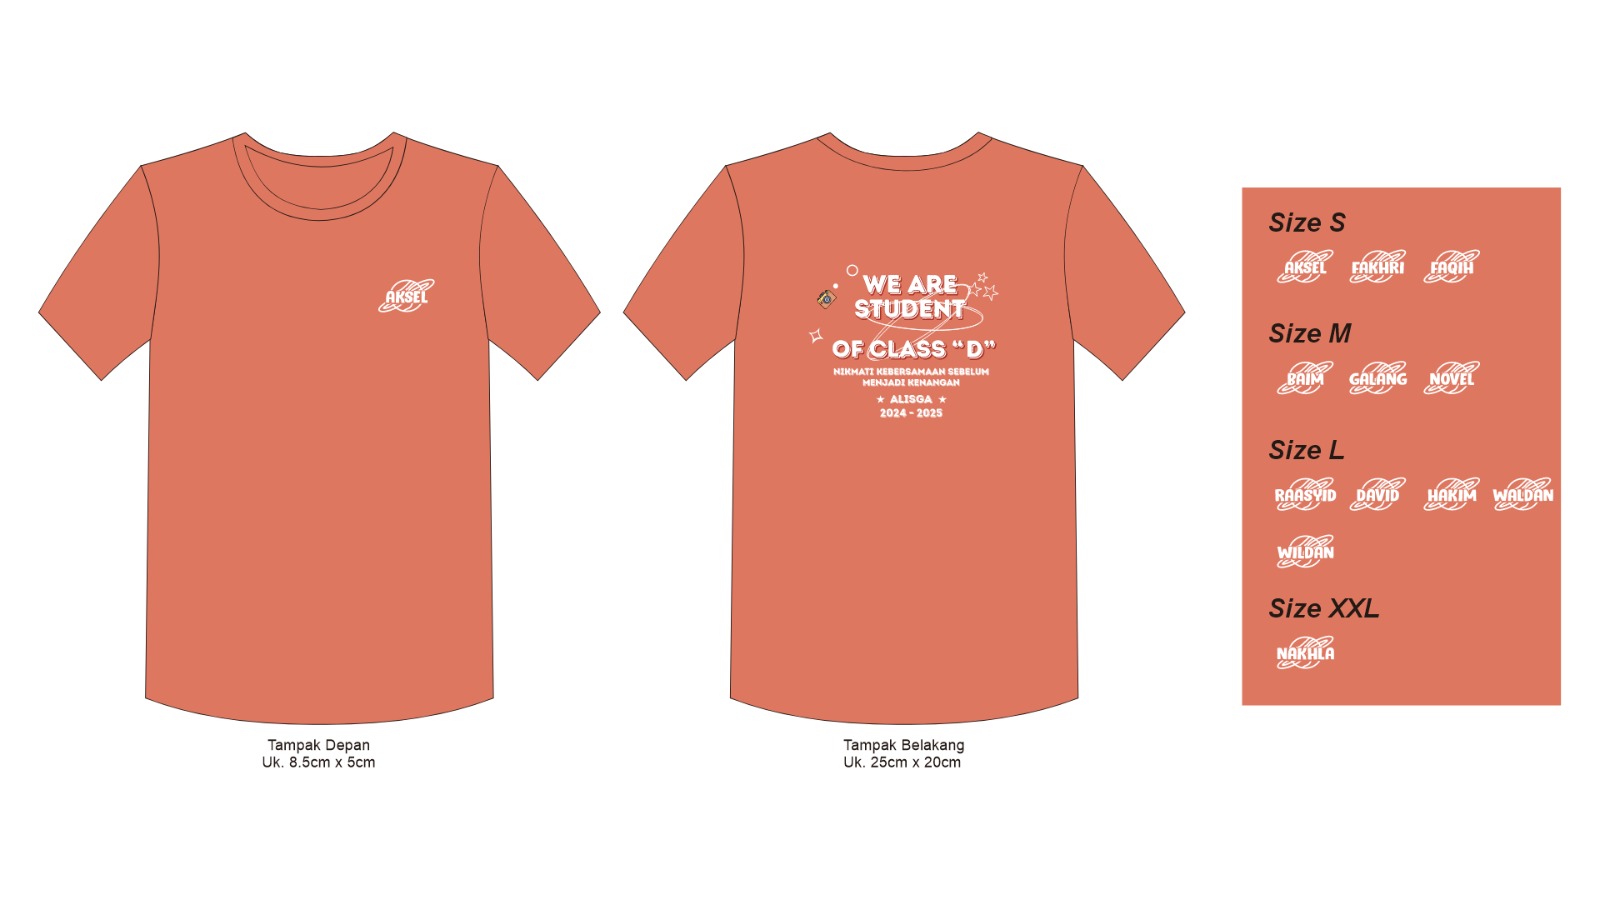 AKSEL
Tampak Depan
Uk. 8.5cm x 5cm
WE ARE
STUDENT
OF CLASS “D”
NIKMATI KEBERSAMAAN SEBELUM
MENJADI KENANGAN
★ ALISGA ★
2024 - 2025
Tampak Belakang
Uk. 25cm x 20cm
Size S
AKSEL FAKHRI FAQIH
Size M
BAIM GALANG NOVEL
Size L
RAASYID DAVID HAKIM WALDAN
WILDAN
Size XXL
NAKHLA